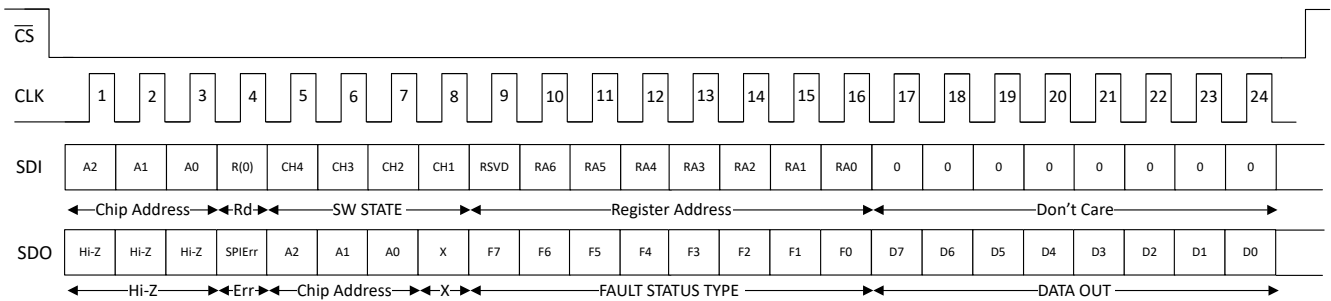 CS
CLK 1 2 3 4 5 6 7 8 9 10 11 12 13 14 15 16 17 18 19 20 21 22 23 24
SDI A2 A1 A0 R(0) CH4 CH3 CH2 CH1 RSVD RA6 RA5 RA4 RA3 RA2 RA1 RA0 0 0 0 0 0 0 0 0
Chip Address Rd SW STATE Register Address Don't Care
SDO Hi-Z Hi-Z Hi-Z SPIErr A2 A1 A0 X F7 F6 F5 F4 F3 F2 F1 F0 D7 D6 D5 D4 D3 D2 D1 D0
Hi-Z Err Chip Address X FAULT STATUS TYPE DATA OUT